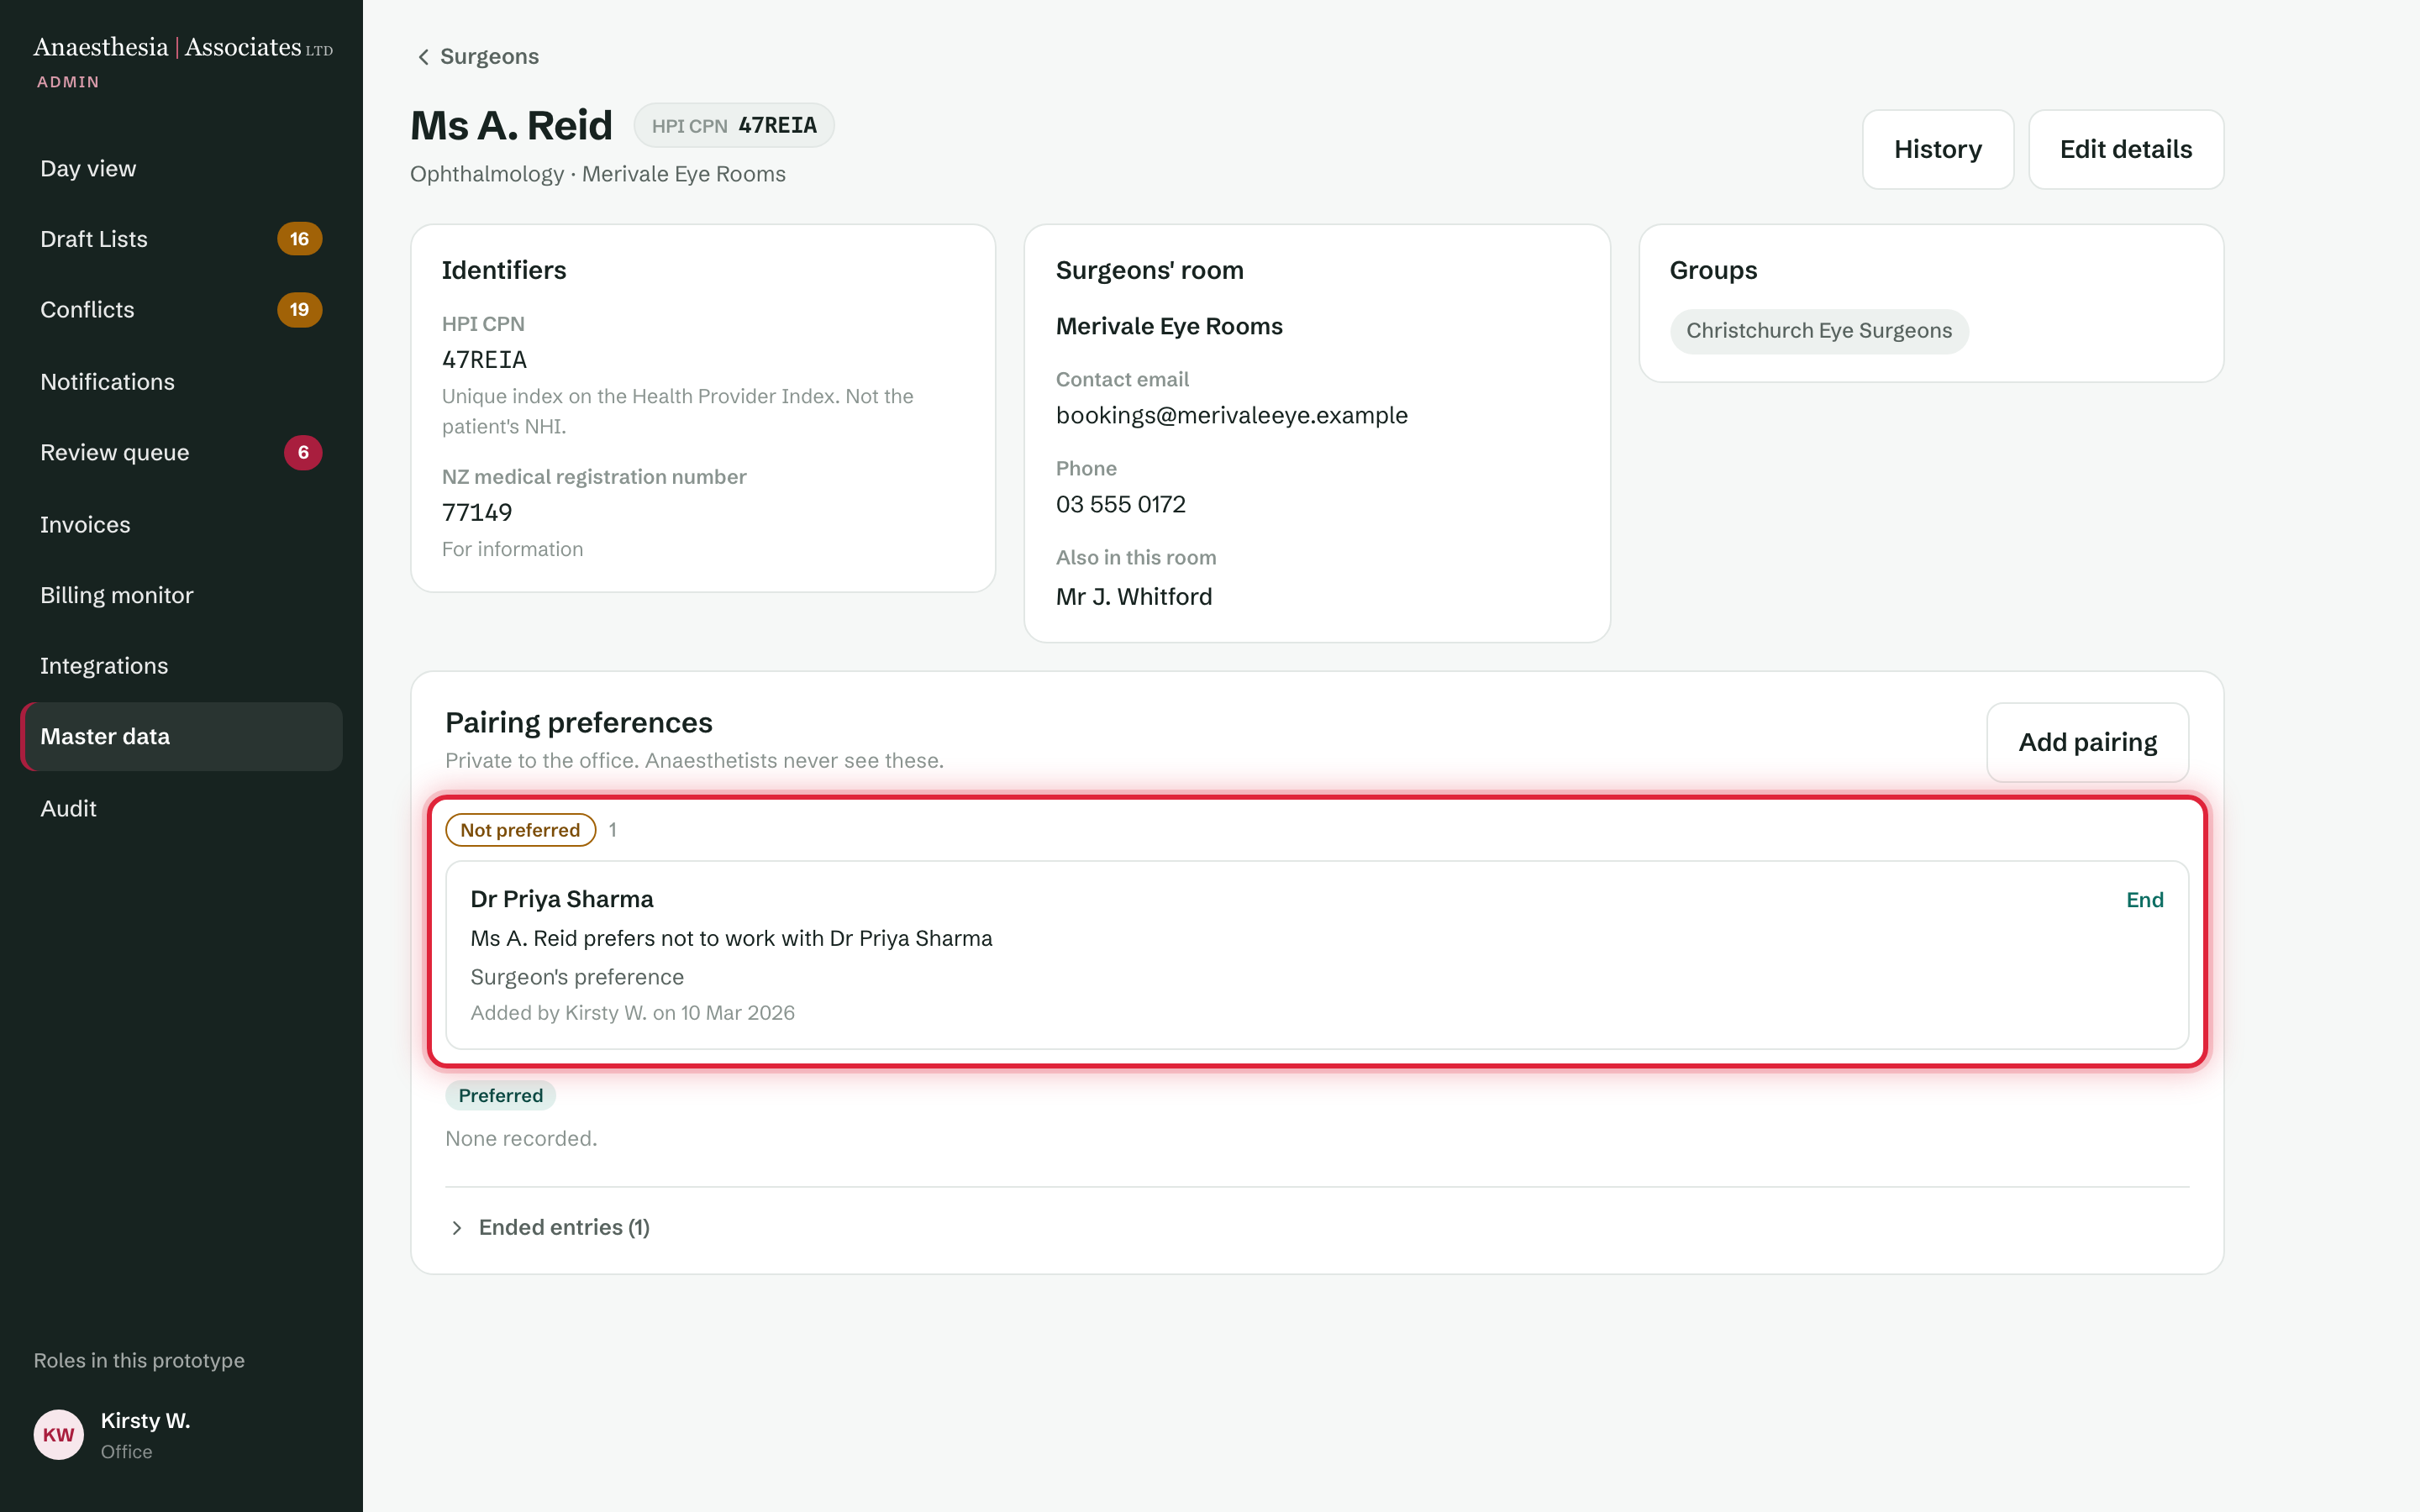 Anaesthesia | Associates LTD
ADMIN
Day view
Draft Lists 16
Conflicts 19
Notifications
Review queue 6
Invoices
Billing monitor
Integrations
Master data
Audit
Roles in this prototype
KW Kirsty W.
Office
Surgeons
Ms A. Reid HPI CPN 47REIA
Ophthalmology · Merivale Eye Rooms
History
Edit details
Identifiers
HPI CPN
47REIA
Unique index on the Health Provider Index. Not the
patient's NHI.
NZ medical registration number
77149
For information
Surgeons' room
Merivale Eye Rooms
Contact email
bookings@merivaleeye.example
Phone
03 555 0172
Also in this room
Mr J. Whitford
Groups
Christchurch Eye Surgeons
Pairing preferences
Private to the office. Anaesthetists never see these.
Add pairing
Not preferred 1
Dr Priya Sharma
End
Ms A. Reid prefers not to work with Dr Priya Sharma
Surgeon's preference
Added by Kirsty W. on 10 Mar 2026
Preferred
None recorded.
Ended entries (1)